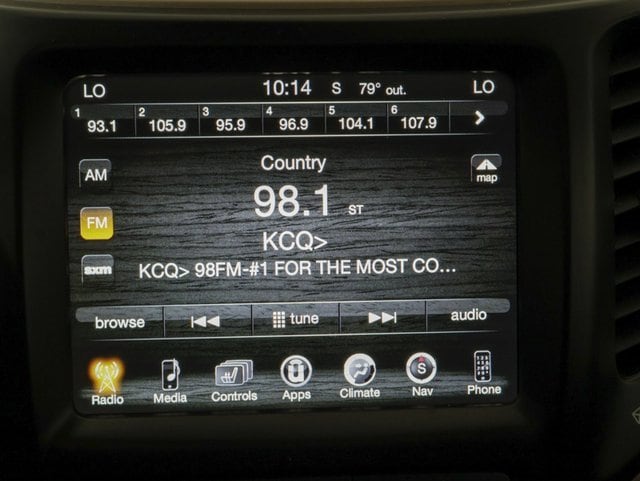 LO 10:14 S 79° out. LO
1 93.1 2 105.9 3 95.9 4 96.9 5 104.1 6 107.9 >
AM Country map
98.1 ST
FM
KCQ>
sxm KCQ> 98FM-#1 FOR THE MOST CO...
browse tune audio
Radio Media Controls Apps Climate S Nav Phone